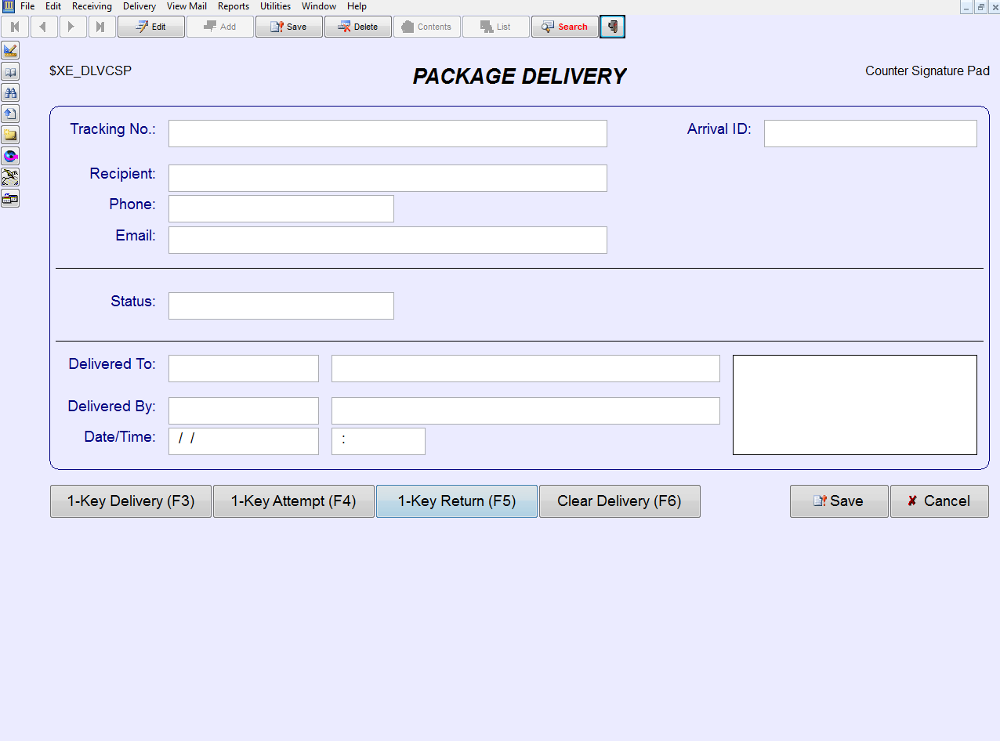 File Edit Receiving Delivery View Mail Reports Utilities Window Help
Edit Add Save Delete Contents List Search
$XE_DLVCSP PACKAGE DELIVERY Counter Signature Pad
Tracking No.: Arrival ID:
Recipient:
Phone:
Email:
Status:
Delivered To:
Delivered By:
Date/Time: / / :
1-Key Delivery (F3) 1-Key Attempt (F4) 1-Key Return (F5) Clear Delivery (F6) Save Cancel